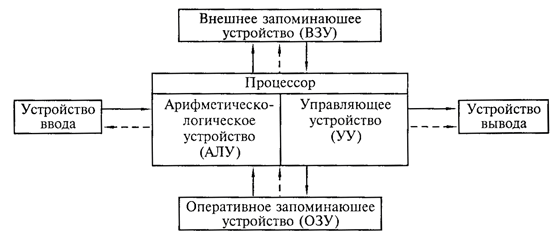 Внешнее запоминающее
устройство (ВЗУ)
Процессор
Устройство
ввода
Арифметическо-
логическое
устройство
(АЛУ)
Управляющее
устройство
(УУ)
Устройство
вывода
Оперативное запоминающее
устройство (ОЗУ)